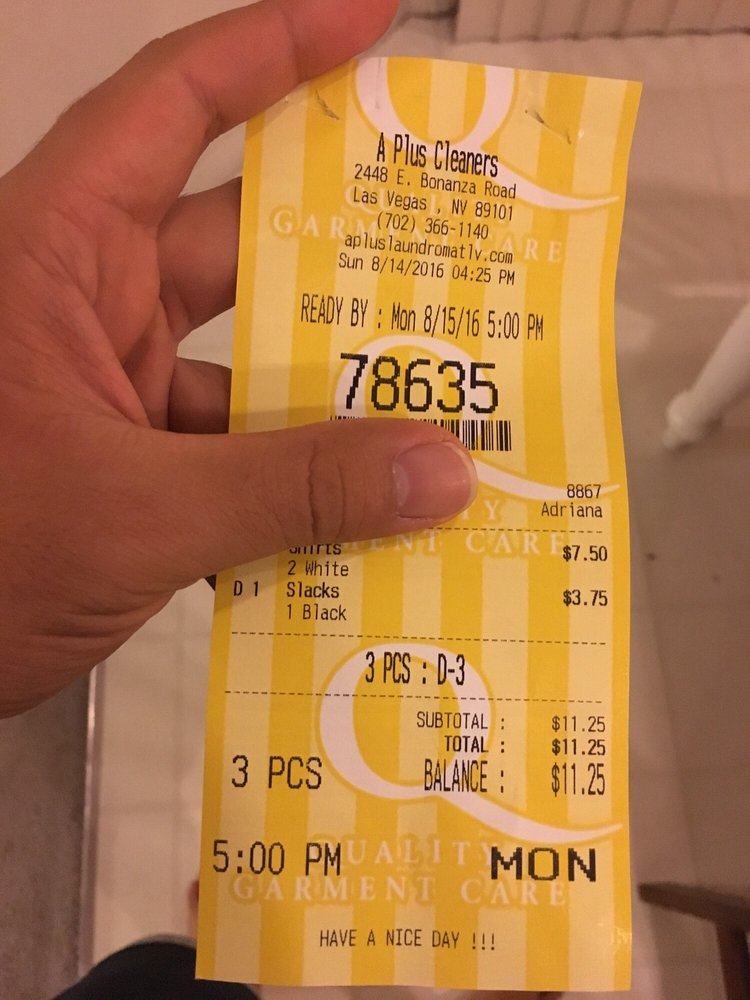 A Plus Cleaners
2448 E. Bonanza Road
Las Vegas , NV 89101
(702) 366-1140
apluslaundromatlv.com
Sun 8/14/2016 04:25 PM
READY BY : Mon 8/15/16 5:00 PM
78635
8867
Adriana
Shirts $7.50
2 White
D 1 Slacks $3.75
1 Black
3 PCS : D-3
SUBTOTAL : $11.25
TOTAL : $11.25
3 PCS BALANCE : $11.25
5:00 PM MON
QUALITY
GARMENT CARE
HAVE A NICE DAY !!!